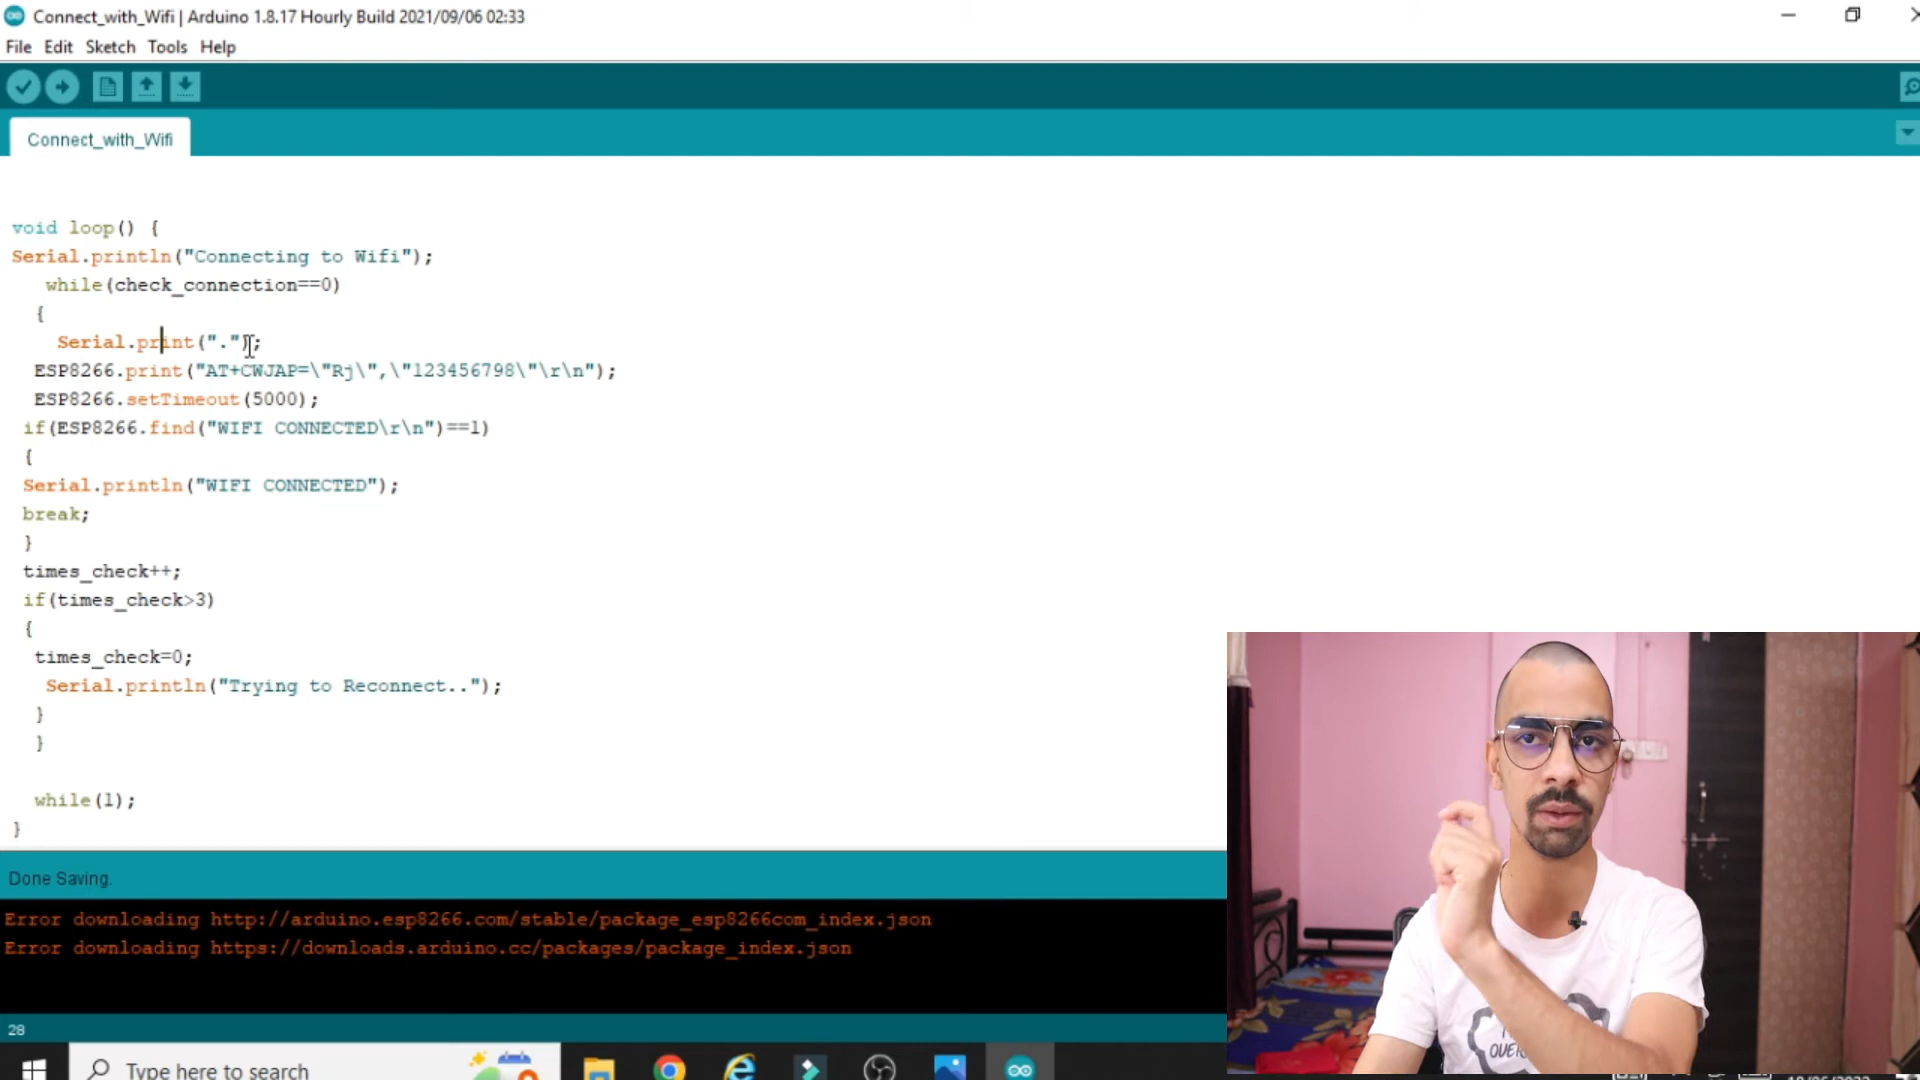 Connect_with_Wifi | Arduino 1.8.17 Hourly Build 2021/09/06 02:33
File Edit Sketch Tools Help
Connect_with_Wifi
void loop() {
Serial.println("Connecting to Wifi");
while(check_connection==0)
{
Serial.print(".");
ESP8266.print("AT+CWJAP=\"Rj\",\"123456798\"\r\n");
ESP8266.setTimeout(5000);
if(ESP8266.find("WIFI CONNECTED\r\n")==1)
{
Serial.println("WIFI CONNECTED");
break;
}
times_check++;
if(times_check>3)
{
times_check=0;
Serial.println("Trying to Reconnect..");
}
}
while(1);
}
Done Saving.
Error downloading http://arduino.esp8266.com/stable/package_esp8266com_index.json
Error downloading https://downloads.arduino.cc/packages/package_index.json
28
Type here to search